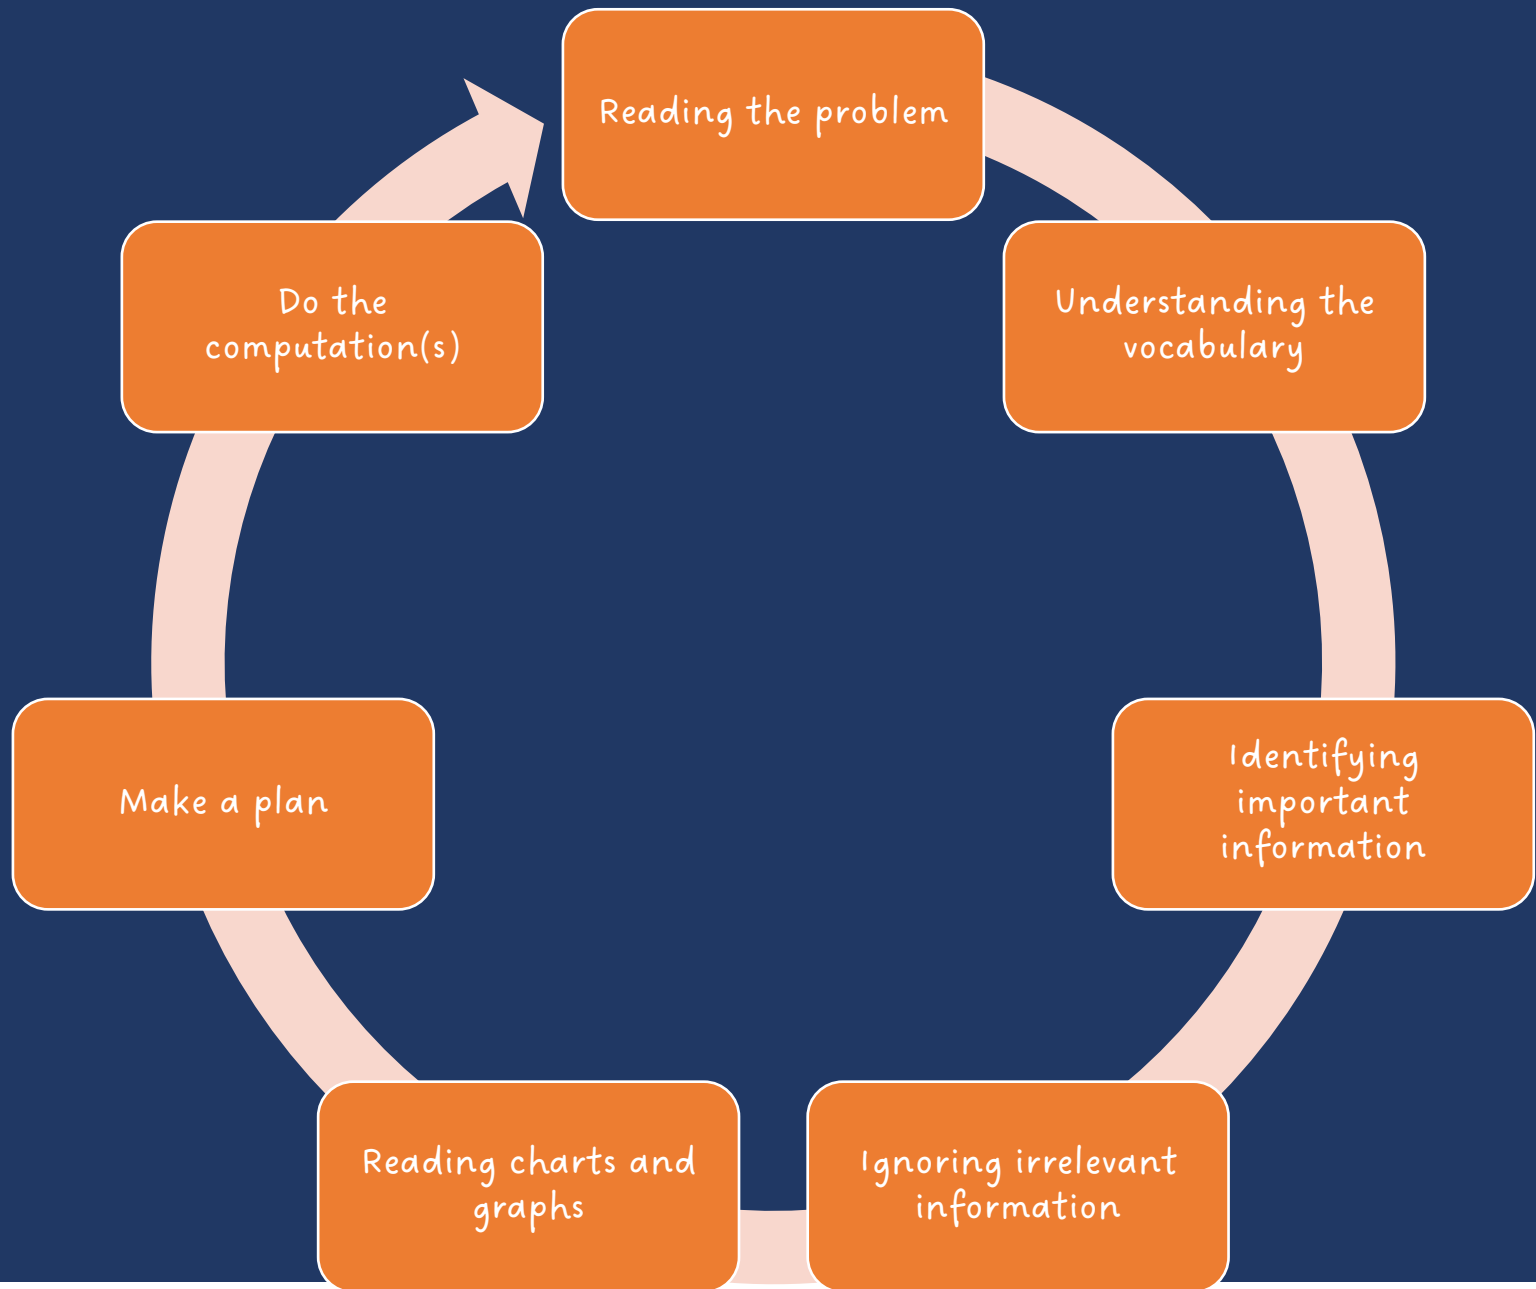 Reading the problem
Understanding the
vocabulary
Identifying
important
information
Ignoring irrelevant
information
Reading charts and
graphs
Make a plan
Do the
computation(s)